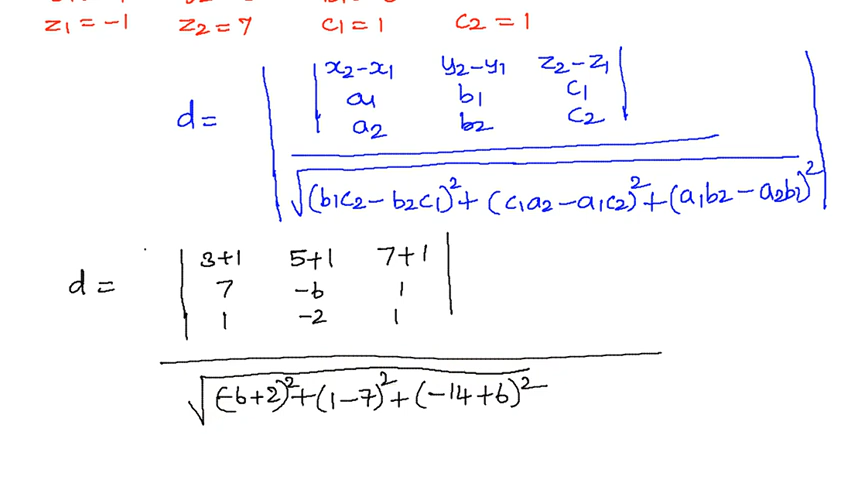 z1 = -1 z2 = 7 c1 = 1 c2 = 1
x2-x1 y2-y1 z2-z1
d = a1 b1 c1
a2 b2 c2
√(b1c2-b2c1)²+(c1a2-a1c2)²+(a1b2-a2b2)²
3+1 5+1 7+1
d = 7 -6 1
1 -2 1
√(-6+2)²+(1-7)²+(-14+6)²